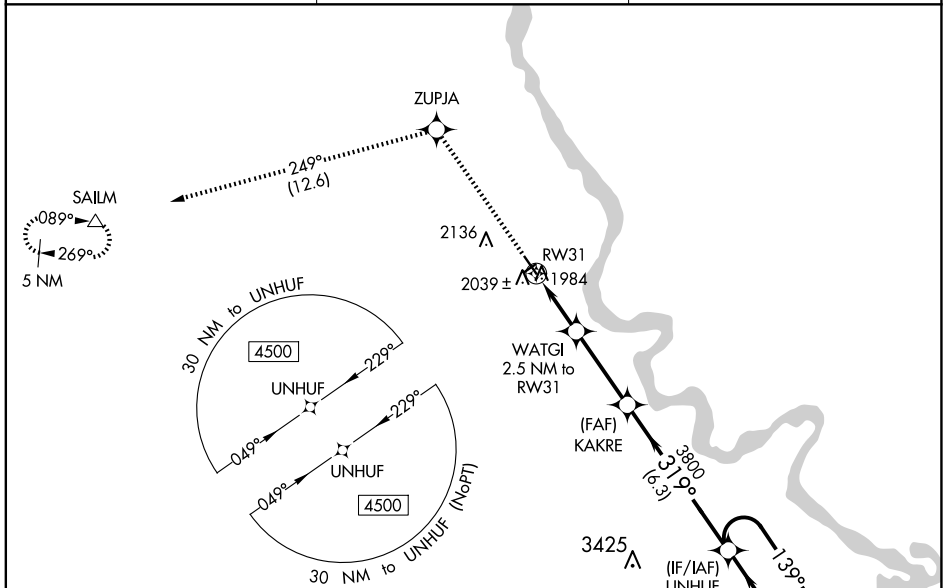 ZUPJA
249°
(12.6)
SAILM
089°
269°
5 NM
2136
RW31
2039 ±
1984
30 NM to UNHUF
4500
229°
UNHUF
049°
WATGI
2.5 NM to
RW31
229°
UNHUF
049°
4500
30 NM to UNHUF (NoPT)
(FAF)
KAKRE
3800
319°
(6.3)
3425
139°
(IF/IAF)
UNHUF